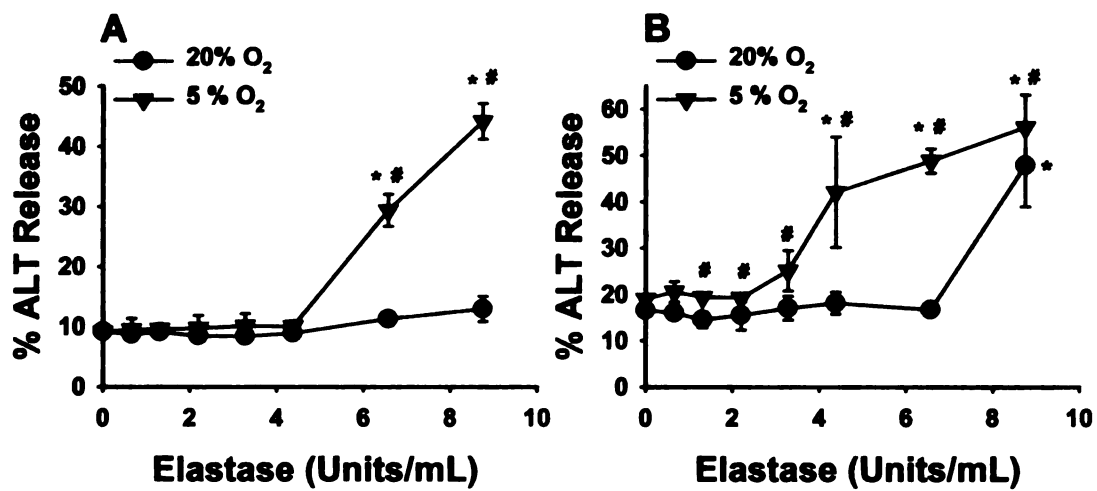 A
20% O2
5 % O2
50
40
30
20
10
0
* #
* #
% ALT Release
0 2 4 6 8 10
Elastase (Units/mL)
B
20% O2
5 % O2
60
50
40
30
20
10
0
* #
* #
* #
*
#
# #
% ALT Release
0 2 4 6 8 10
Elastase (Units/mL)